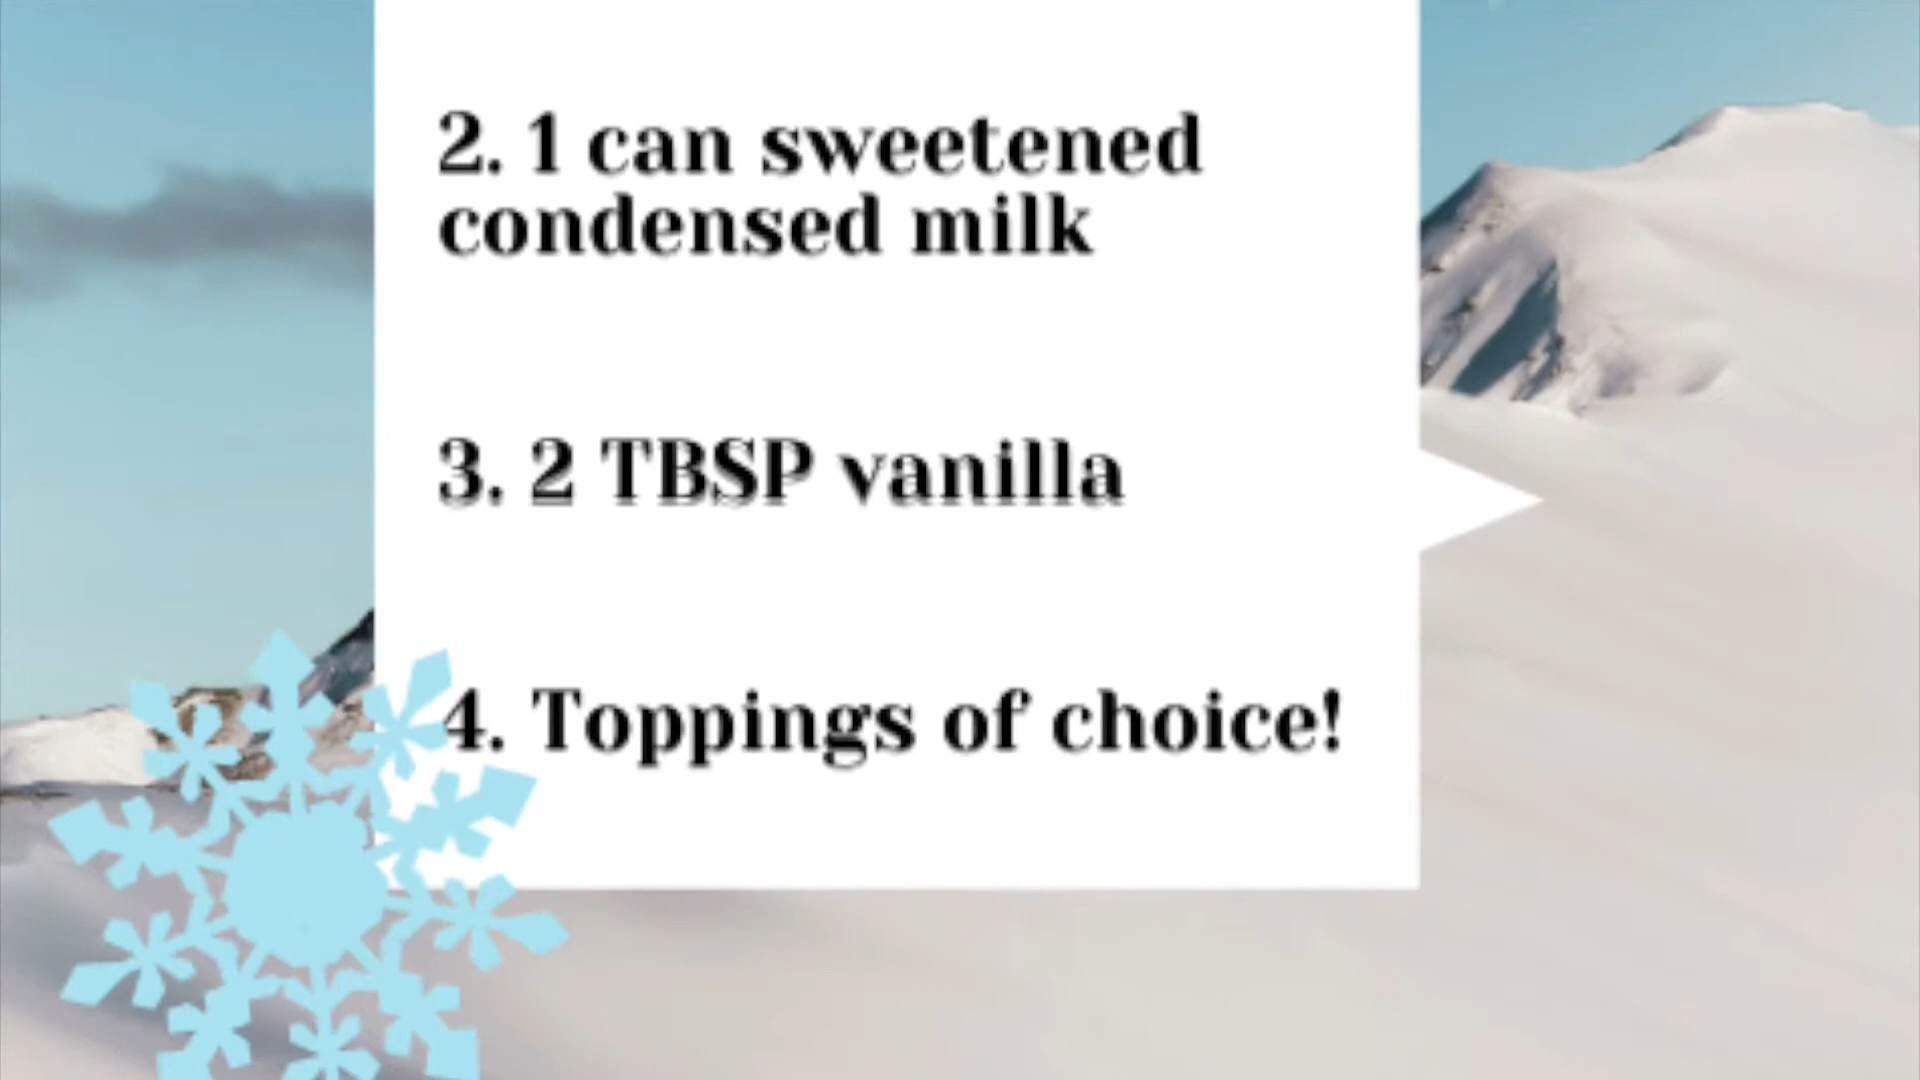 2. 1 can sweetened
condensed milk
3. 2 TBSP vanilla
4. Toppings of choice!